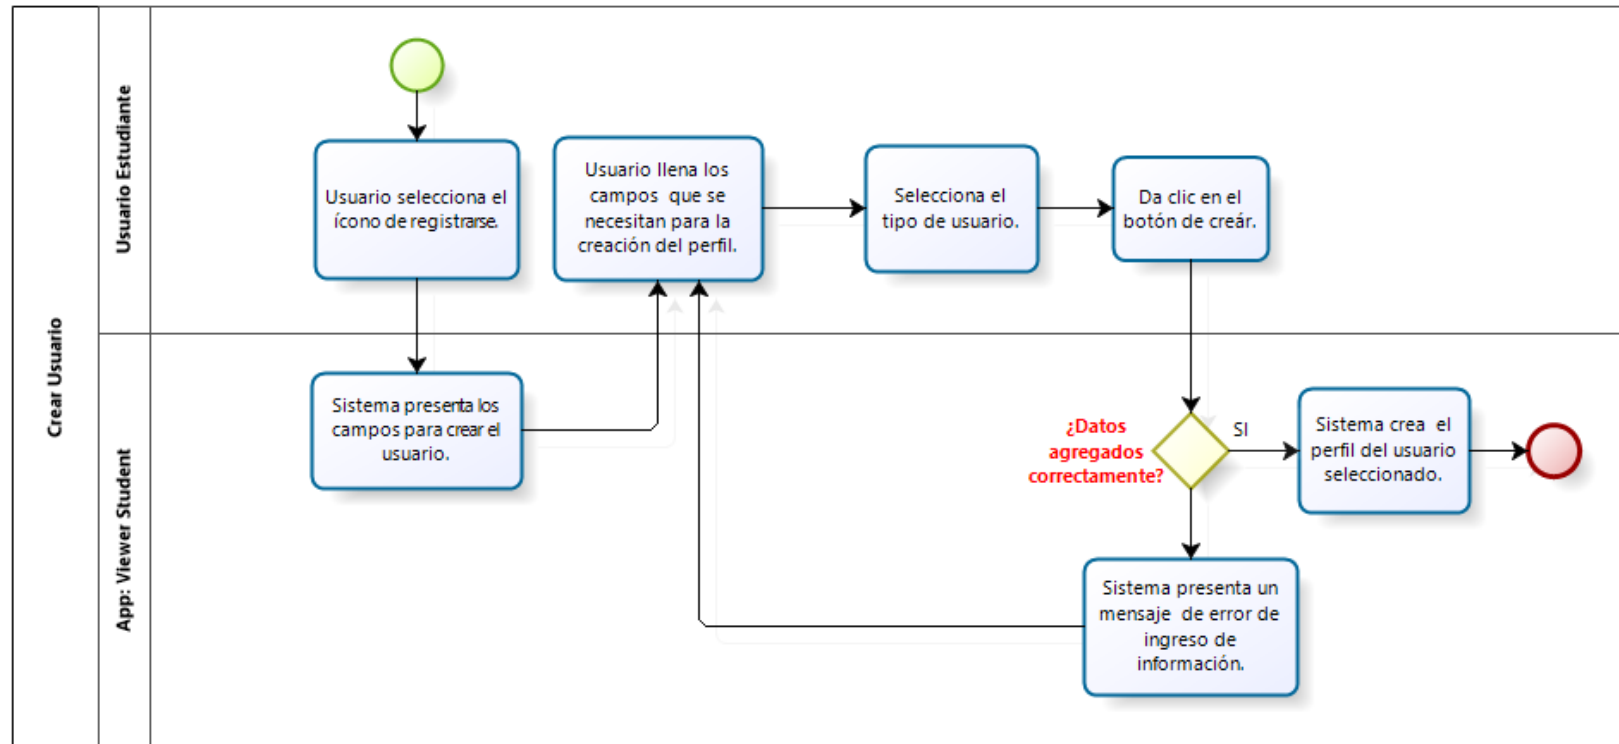 Crear Usuario
Usuario Estudiante
Usuario selecciona el
ícono de registrarse.
Usuario llena los
campos que se
necesitan para la
creación del perfil.
Selecciona el
tipo de usuario.
Da clic en el
botón de creár.
App: Viewer Student
Sistema presenta los
campos para crear el
usuario.
¿Datos
agregados
correctamente?
SI
Sistema crea el
perfil del usuario
seleccionado.
Sistema presenta un
mensaje de error de
ingreso de
información.